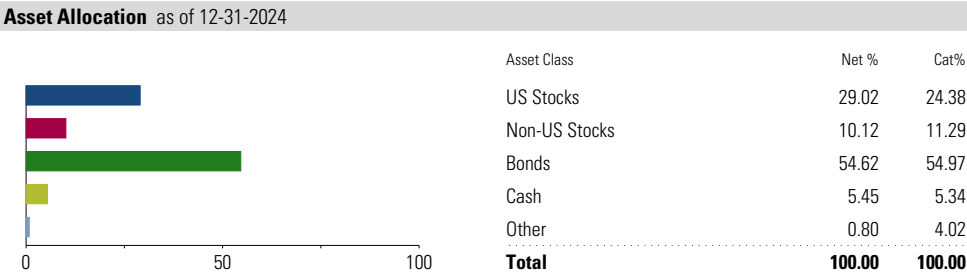 Asset Allocation as of 12-31-2024
Asset Class Net % Cat%
US Stocks 29.02 24.38
Non-US Stocks 10.12 11.29
Bonds 54.62 54.97
Cash 5.45 5.34
Other 0.80 4.02
Total 100.00 100.00
0 50 100